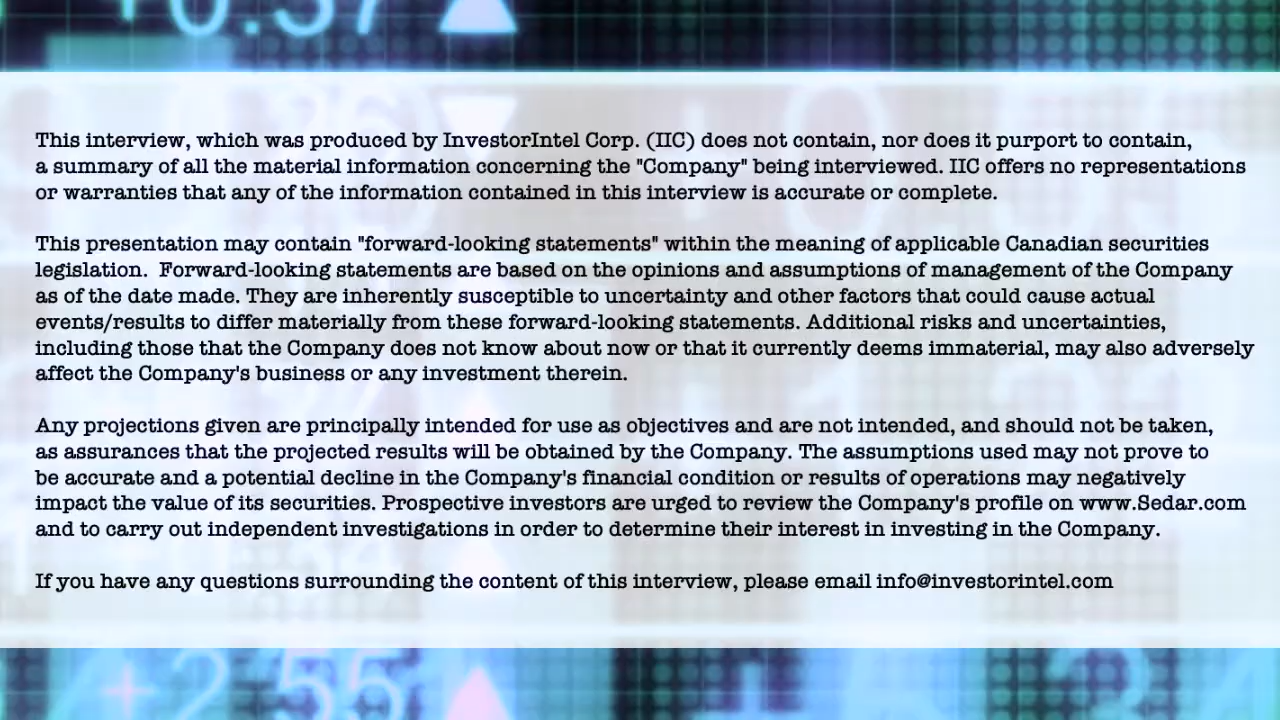 +0.57 ▲
This interview, which was produced by InvestorIntel Corp. (IIC) does not contain, nor does it purport to contain,
a summary of all the material information concerning the "Company" being interviewed. IIC offers no representations
or warranties that any of the information contained in this interview is accurate or complete.
This presentation may contain "forward-looking statements" within the meaning of applicable Canadian securities
legislation.  Forward-looking statements are based on the opinions and assumptions of management of the Company
as of the date made. They are inherently susceptible to uncertainty and other factors that could cause actual
events/results to differ materially from these forward-looking statements. Additional risks and uncertainties,
including those that the Company does not know about now or that it currently deems immaterial, may also adversely
affect the Company's business or any investment therein.
Any projections given are principally intended for use as objectives and are not intended, and should not be taken,
as assurances that the projected results will be obtained by the Company. The assumptions used may not prove to
be accurate and a potential decline in the Company's financial condition or results of operations may negatively
impact the value of its securities. Prospective investors are urged to review the Company's profile on www.Sedar.com
and to carry out independent investigations in order to determine their interest in investing in the Company.
If you have any questions surrounding the content of this interview, please email info@investorintel.com
+2.55 ▲